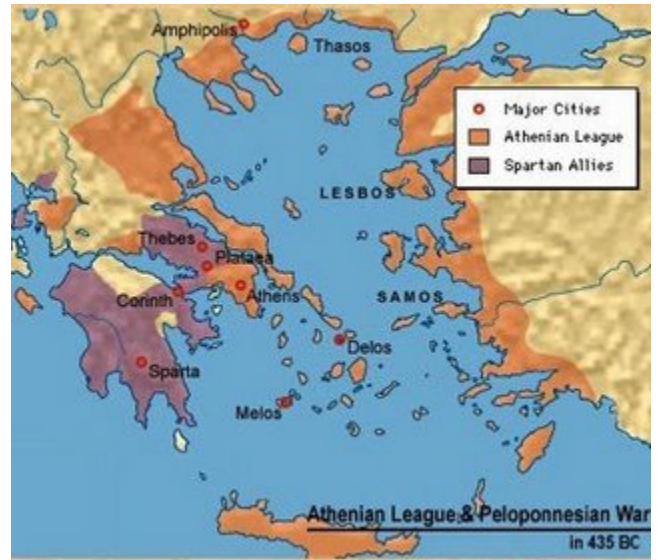 Amphipolis
Thasos
Major Cities
Athenian League
Spartan Allies
LESBOS
Thebes
Plataea
Athens
Corinth
SAMOS
Delos
Sparta
Melos
Athenian League & Peloponnesian War
in 435 BC